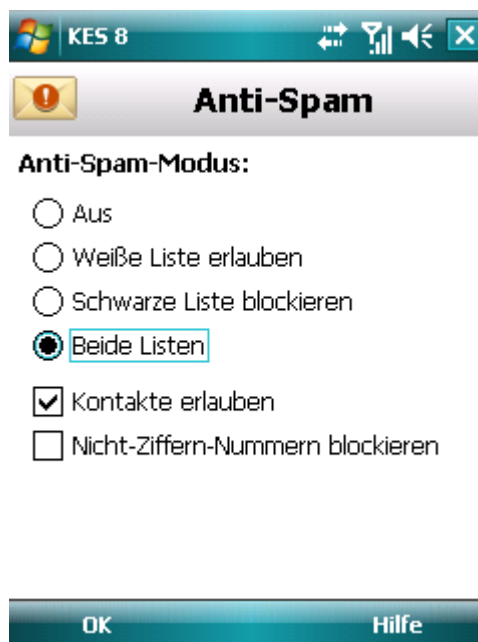 KES 8
Anti-Spam
Anti-Spam-Modus:
Aus
Weiße Liste erlauben
Schwarze Liste blockieren
Beide Listen
Kontakte erlauben
Nicht-Ziffern-Nummern blockieren
OK Hilfe